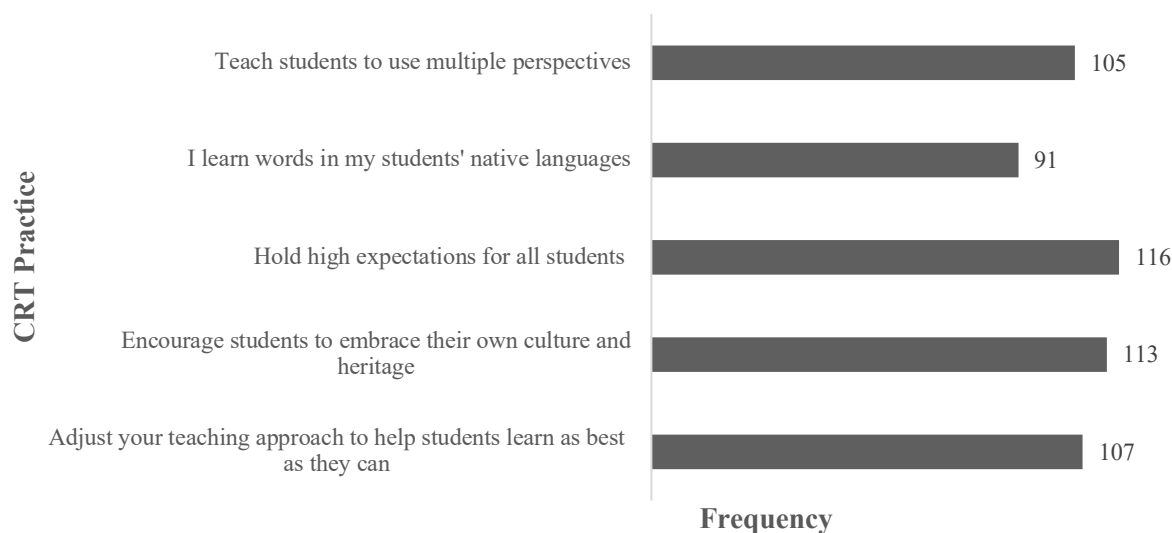 Teach students to use multiple perspectives
105
I learn words in my students' native languages
91
Hold high expectations for all students
116
Encourage students to embrace their own culture and
heritage
113
Adjust your teaching approach to help students learn as best
as they can
107
CRT Practice
Frequency